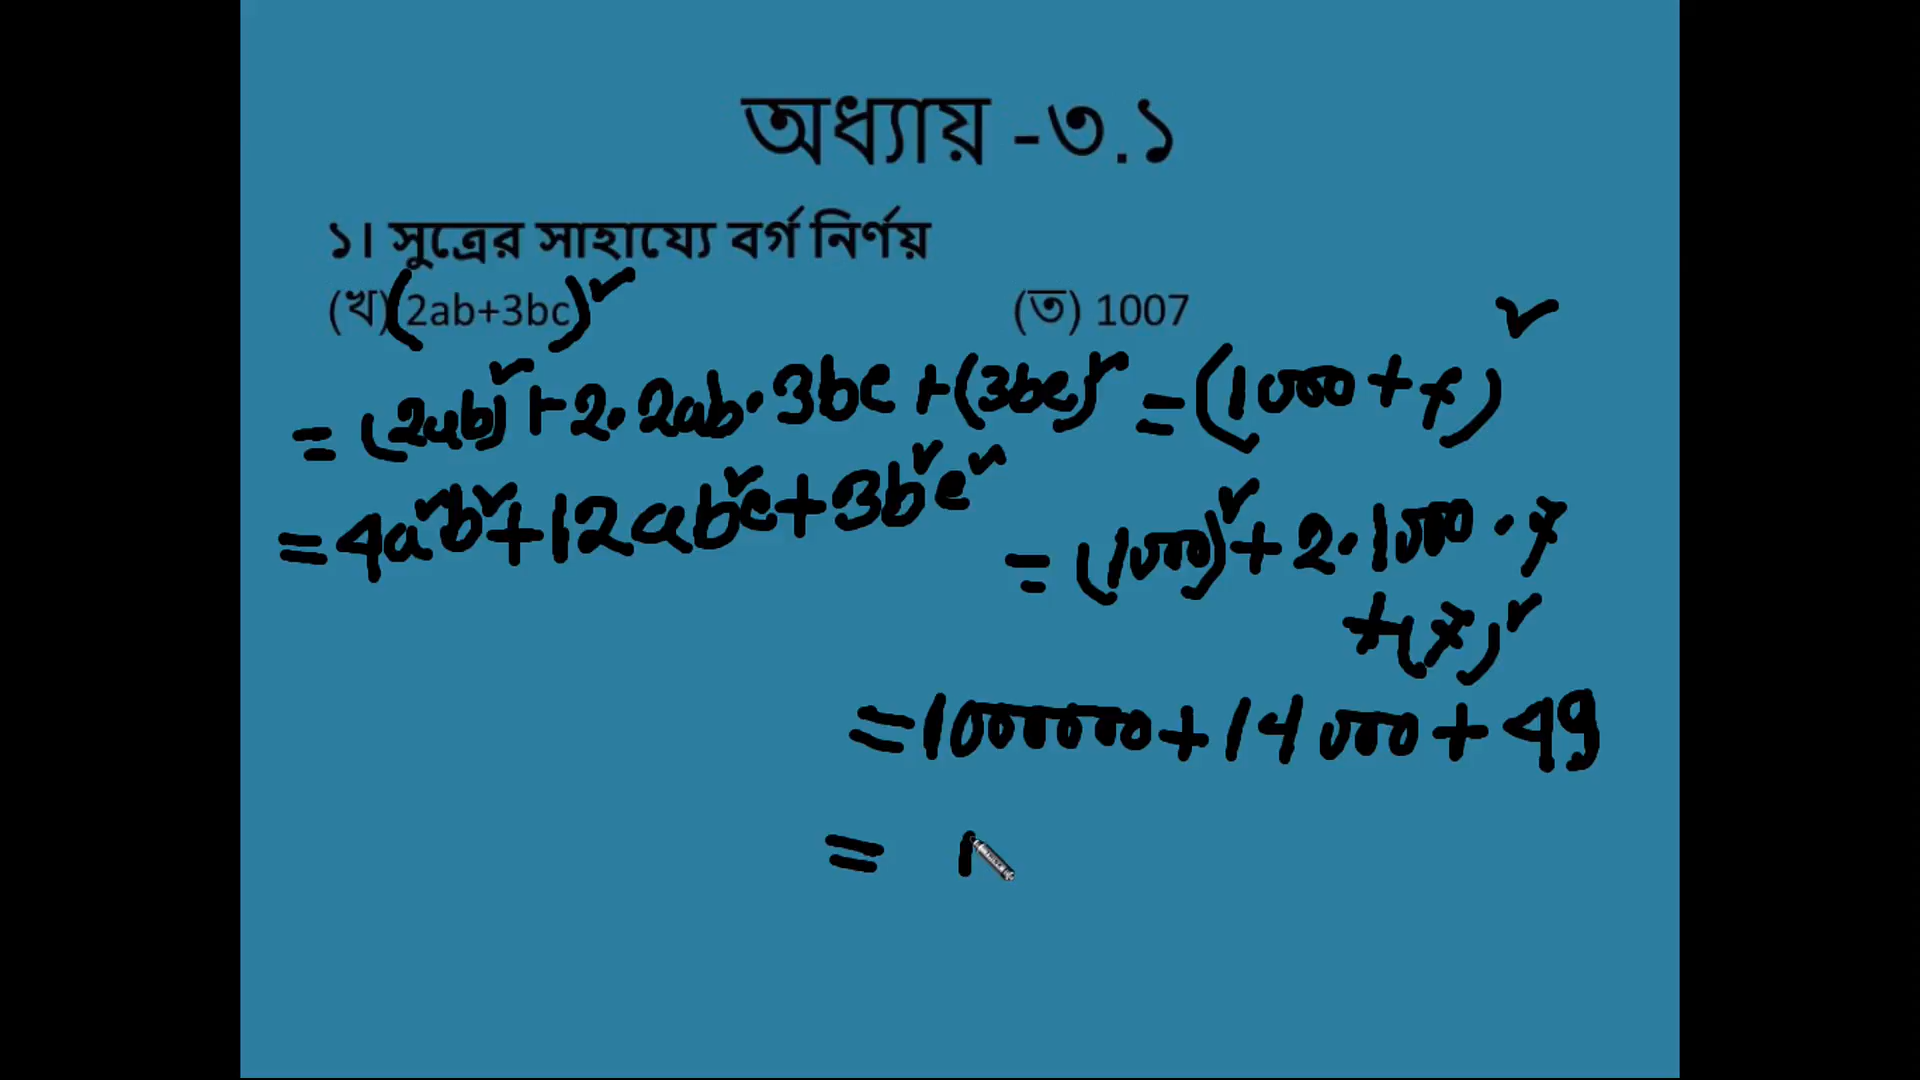 অধ্যায় -৩.১
১। সুত্রের সাহায্যে বর্গ নির্ণয়
(খ) (2ab+3bc)²
= (2ab)² + 2·2ab·3bc + (3bc)²
= 4a²b² + 12ab²c + 3b²c²
(ত) 1007
= (1000 + 7)²
= (1000)² + 2·1000·7
+ (7)²
= 1000000 + 14000 + 49
= 1